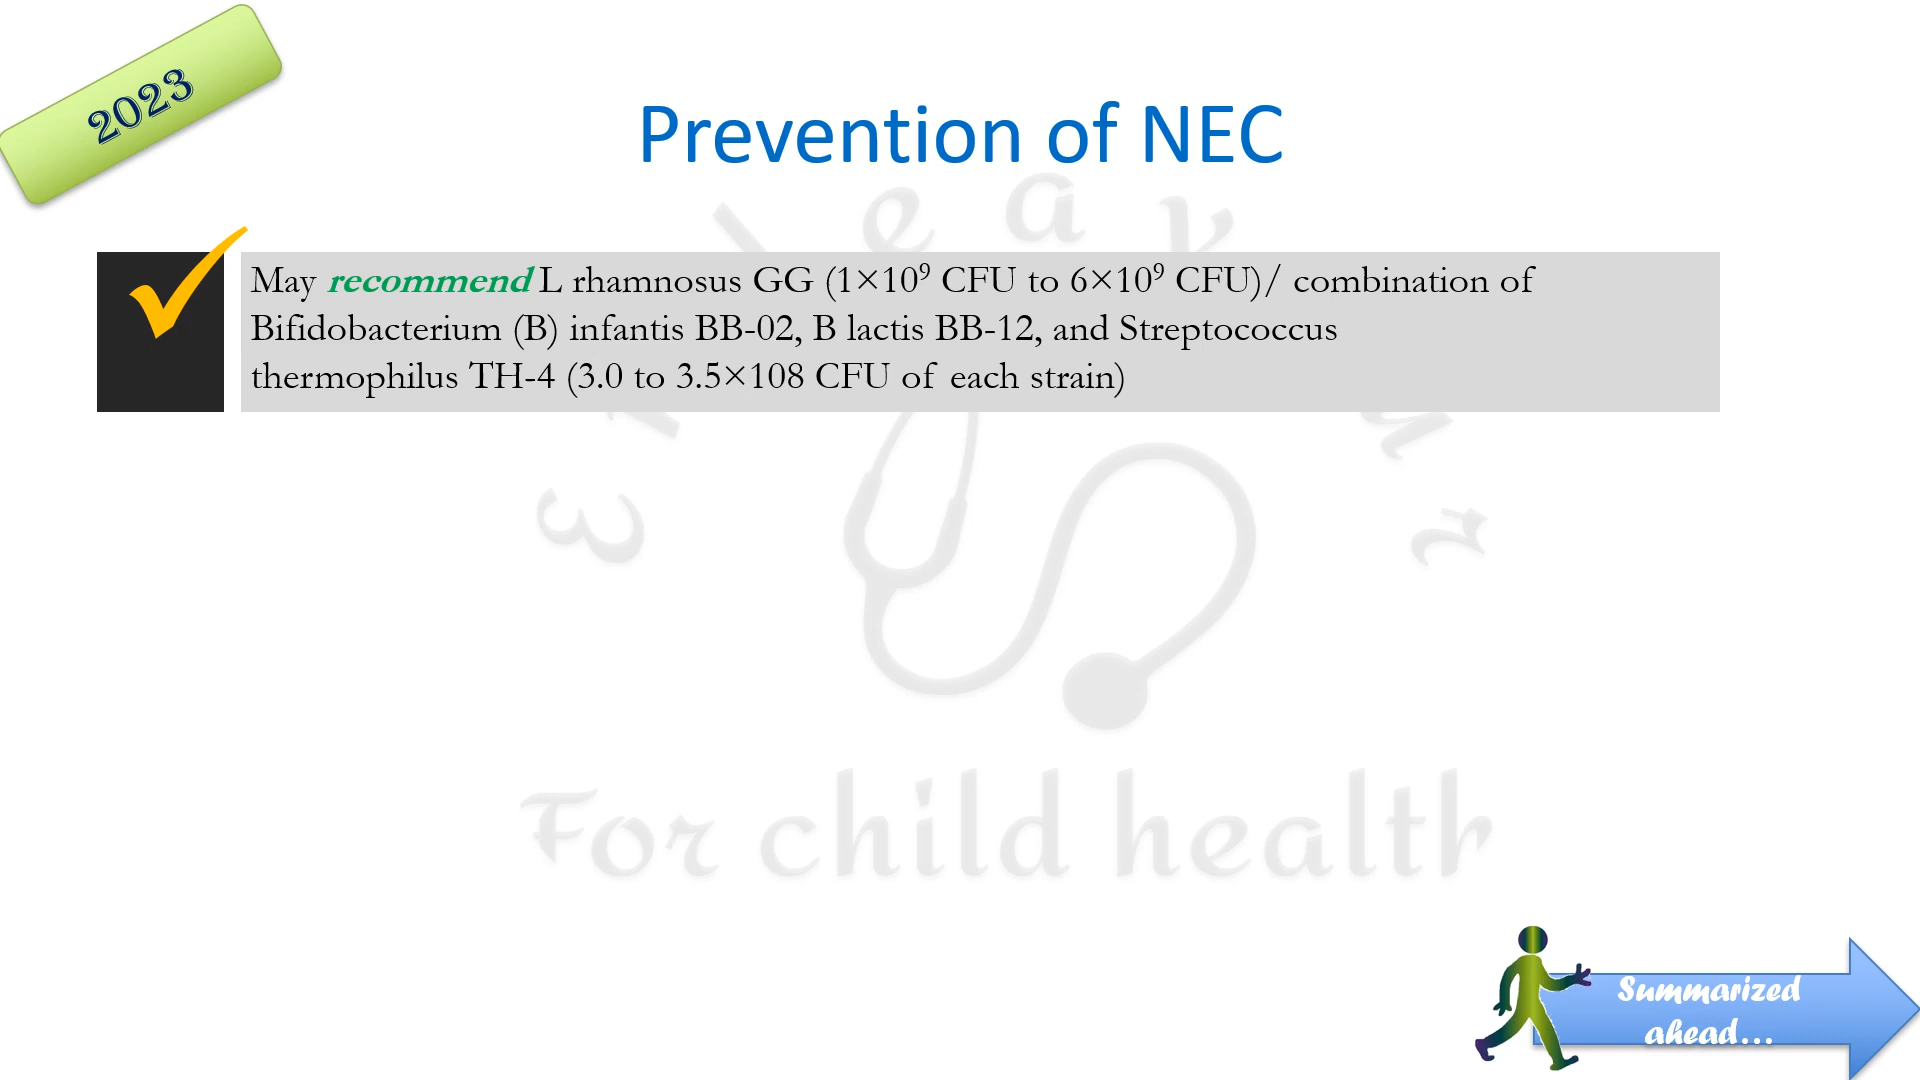 2023
Prevention of NEC
May recommend L rhamnosus GG (1×10⁹ CFU to 6×10⁹ CFU)/ combination of
Bifidobacterium (B) infantis BB-02, B lactis BB-12, and Streptococcus
thermophilus TH-4 (3.0 to 3.5×108 CFU of each strain)
For child health
Summarized
ahead...